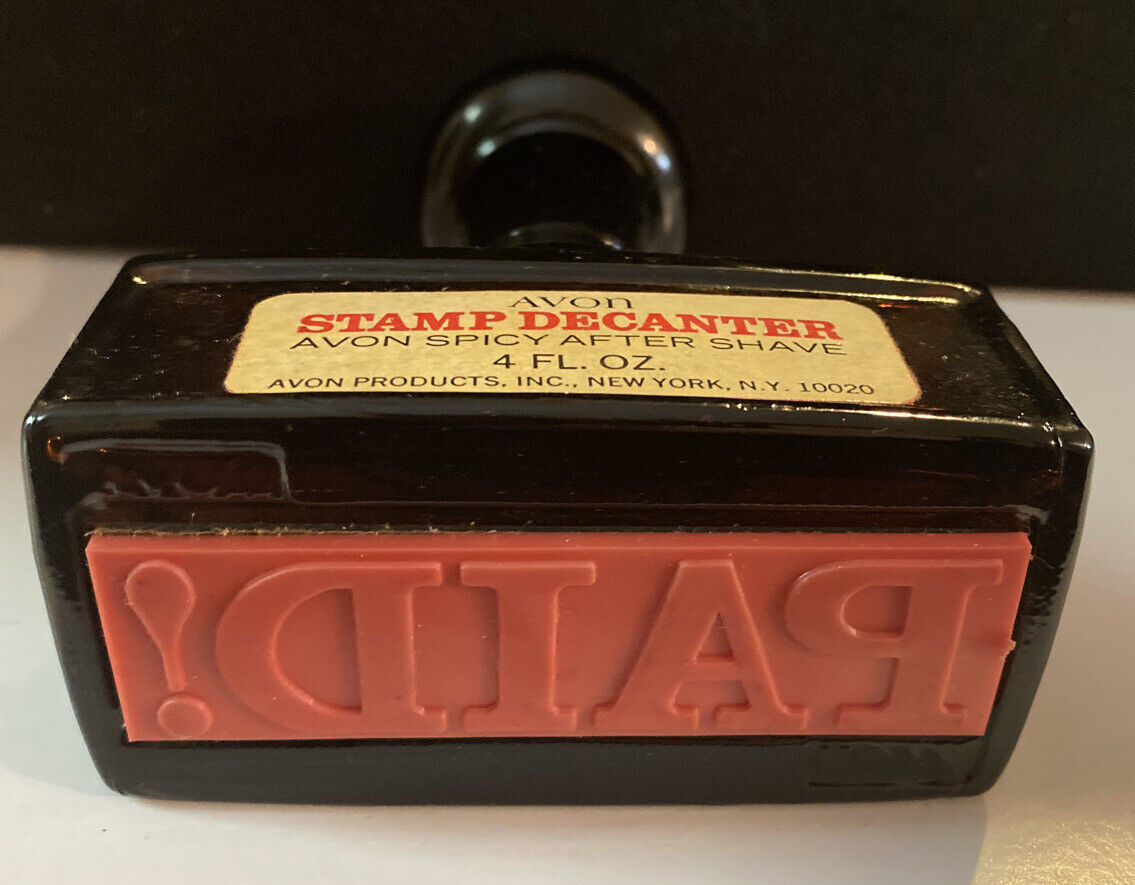 Avon
STAMP DECANTER
AVON SPICY AFTER SHAVE
4 FL. OZ.
AVON PRODUCTS, INC., NEW YORK, N.Y. 10020
PAID!